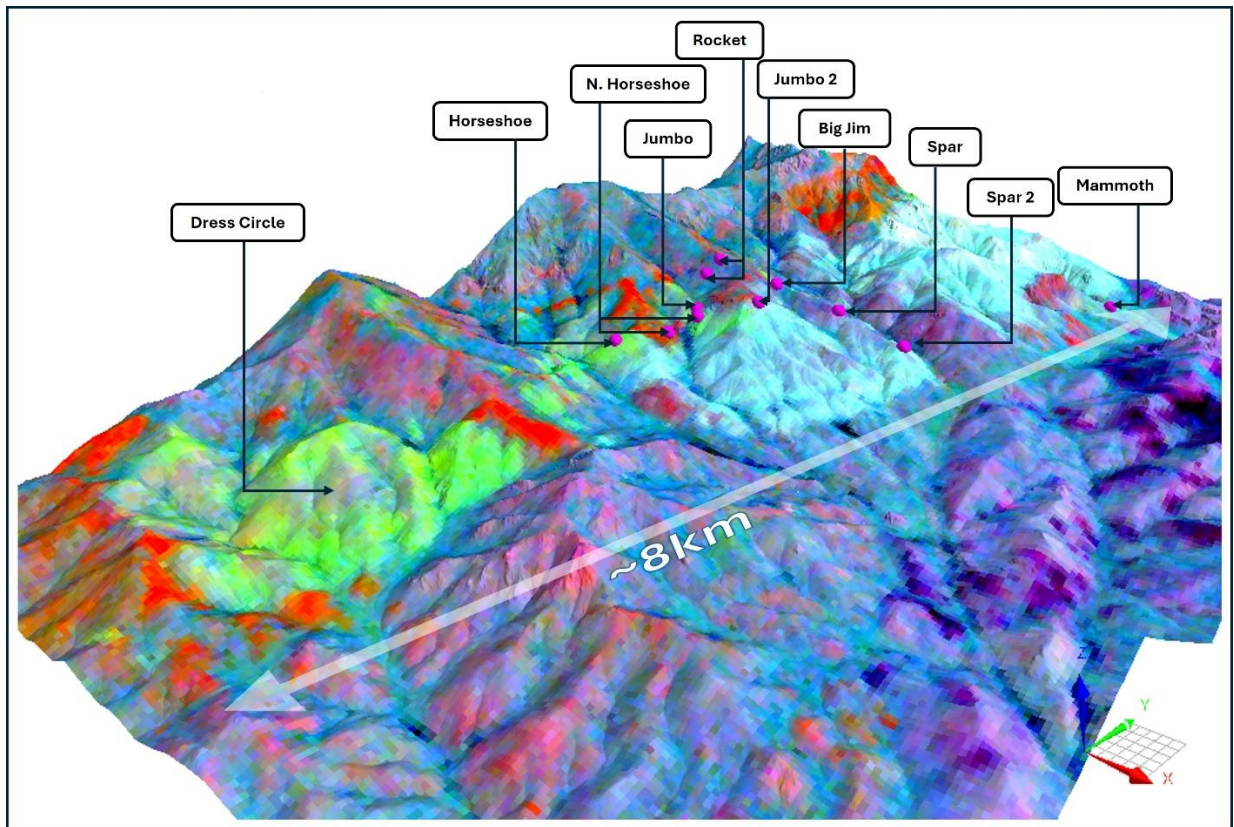 Rocket
N. Horseshoe
Jumbo 2
Horseshoe
Jumbo
Big Jim
Spar
Spar 2
Mammoth
Dress Circle
~8km
Z
Y
X